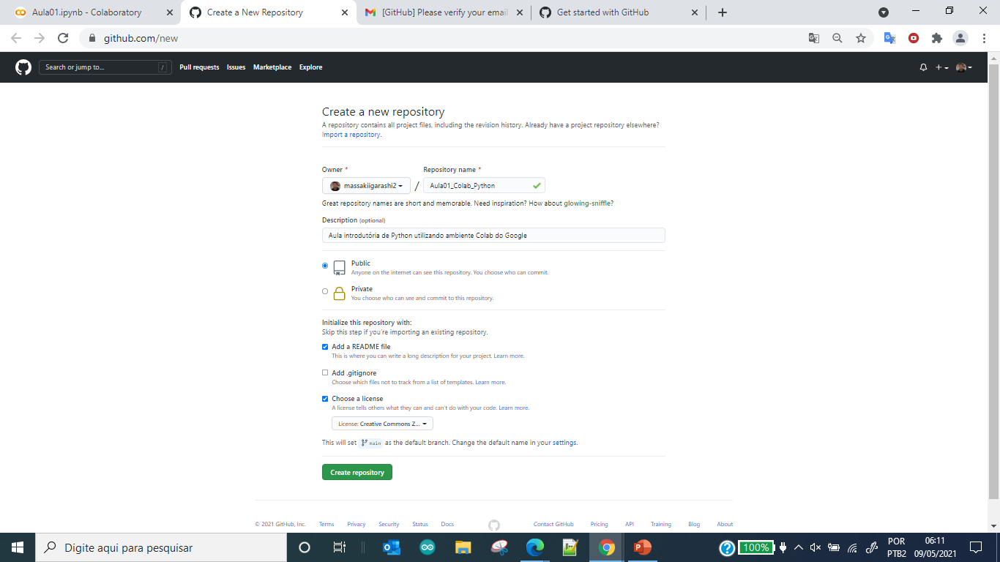 Aula01.ipynb - Colaboratory
Create a New Repository
[GitHub] Please verify your email
Get started with GitHub
github.com/new
Search or jump to... /
Pull requests
Issues
Marketplace
Explore
Create a new repository
A repository contains all project files, including the revision history. Already have a project repository elsewhere?
Import a repository.
Owner *
Repository name *
massakiigarashi2 / Aula01_Colab_Python
Great repository names are short and memorable. Need inspiration? How about glowing-sniffle?
Description (optional)
Aula introdutória de Python utilizando ambiente Colab do Google
Public
Anyone on the internet can see this repository. You choose who can commit.
Private
You choose who can see and commit to this repository.
Initialize this repository with:
Skip this step if you're importing an existing repository.
Add a README file
This is where you can write a long description for your project. Learn more.
Add .gitignore
Choose which files not to track from a list of templates. Learn more.
Choose a license
A license tells others what they can and can't do with your code. Learn more.
License: Creative Commons Z...
This will set main as the default branch. Change the default name in your settings.
Create repository
© 2021 GitHub, Inc.
Terms
Privacy
Security
Status
Docs
Contact GitHub
Pricing
API
Training
Blog
About
Digite aqui para pesquisar
100%
POR
PTB2
06:11
09/05/2021